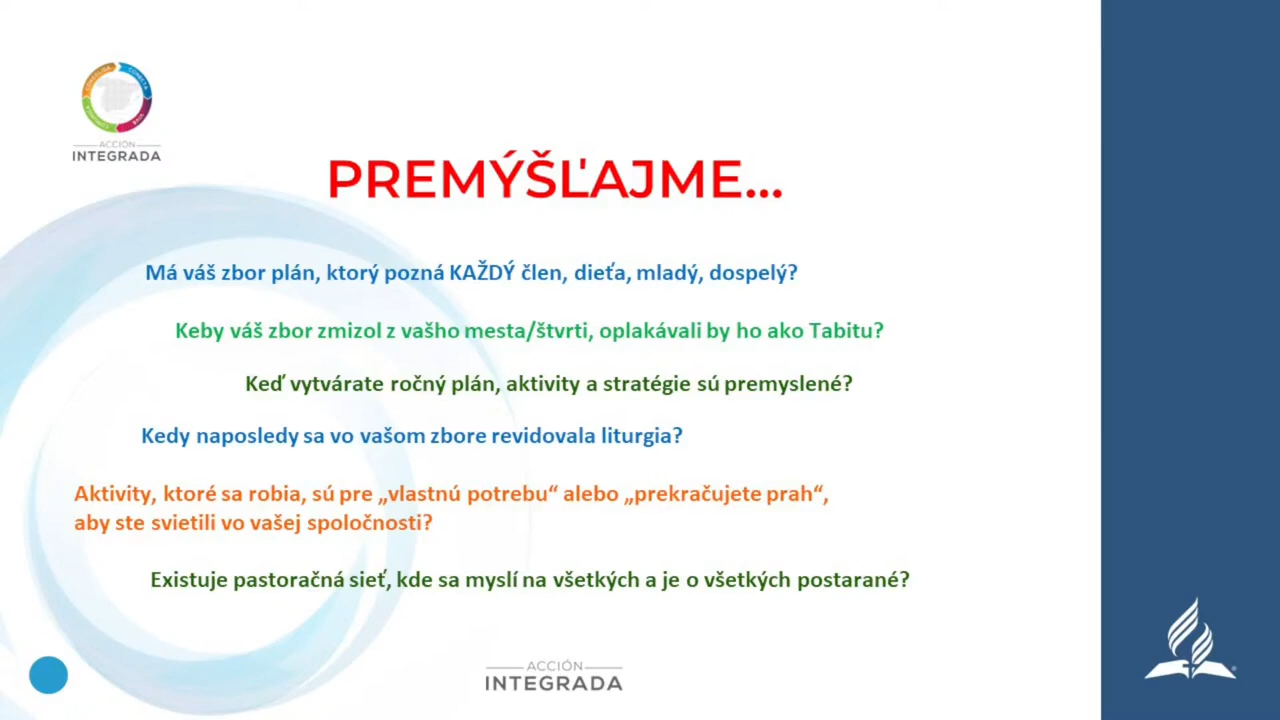 ACCIÓN
INTEGRADA
PREMÝŠĽAJME...
Má váš zbor plán, ktorý pozná KAŽDÝ člen, dieťa, mladý, dospelý?
Keby váš zbor zmizol z vašho mesta/štvrti, oplakávali by ho ako Tabitu?
Keď vytvárate ročný plán, aktivity a stratégie sú premyslené?
Kedy naposledy sa vo vašom zbore revidovala liturgia?
Aktivity, ktoré sa robia, sú pre „vlastnú potrebu“ alebo „prekračujete prah“,
aby ste svietili vo vašej spoločnosti?
Existuje pastoračná sieť, kde sa myslí na všetkých a je o všetkých postarané?
ACCIÓN
INTEGRADA